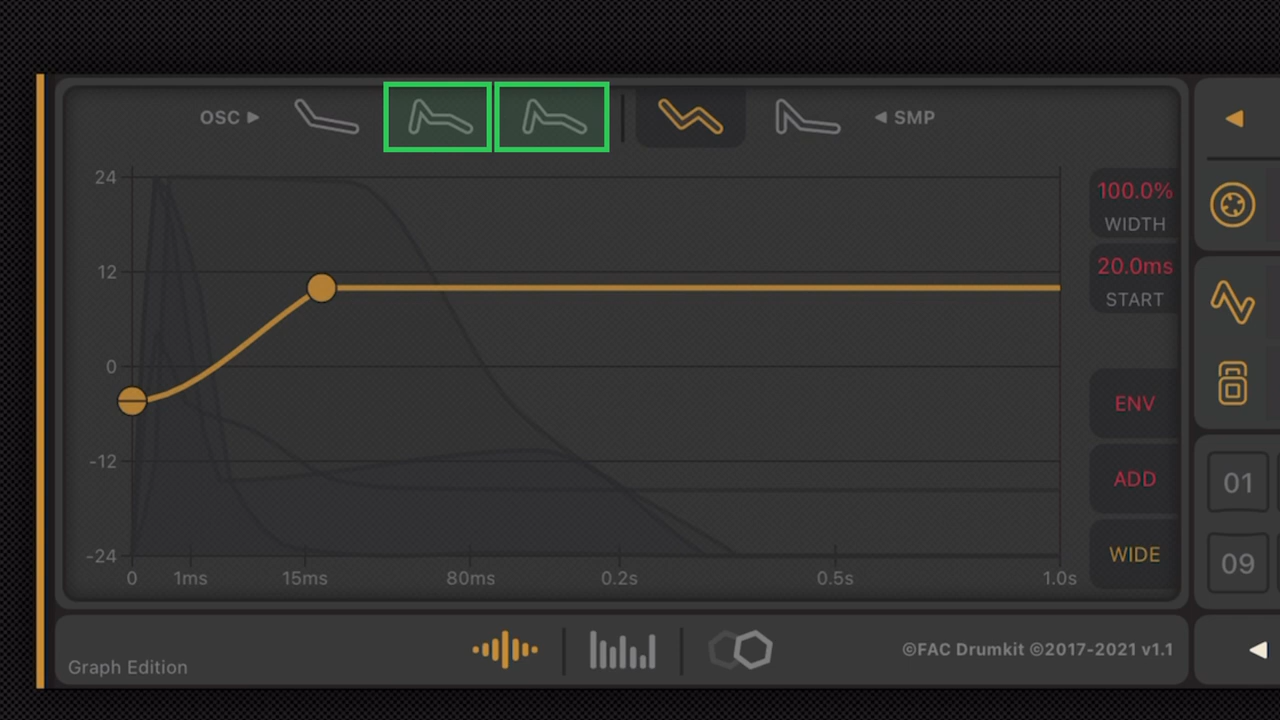 OSC
SMP
24
12
0
-12
-24
0 1ms 15ms 80ms 0.2s 0.5s 1.0s
100.0%
WIDTH
20.0ms
START
ENV
ADD
WIDE
01
09
Graph Edition
©FAC Drumkit ©2017-2021 v1.1